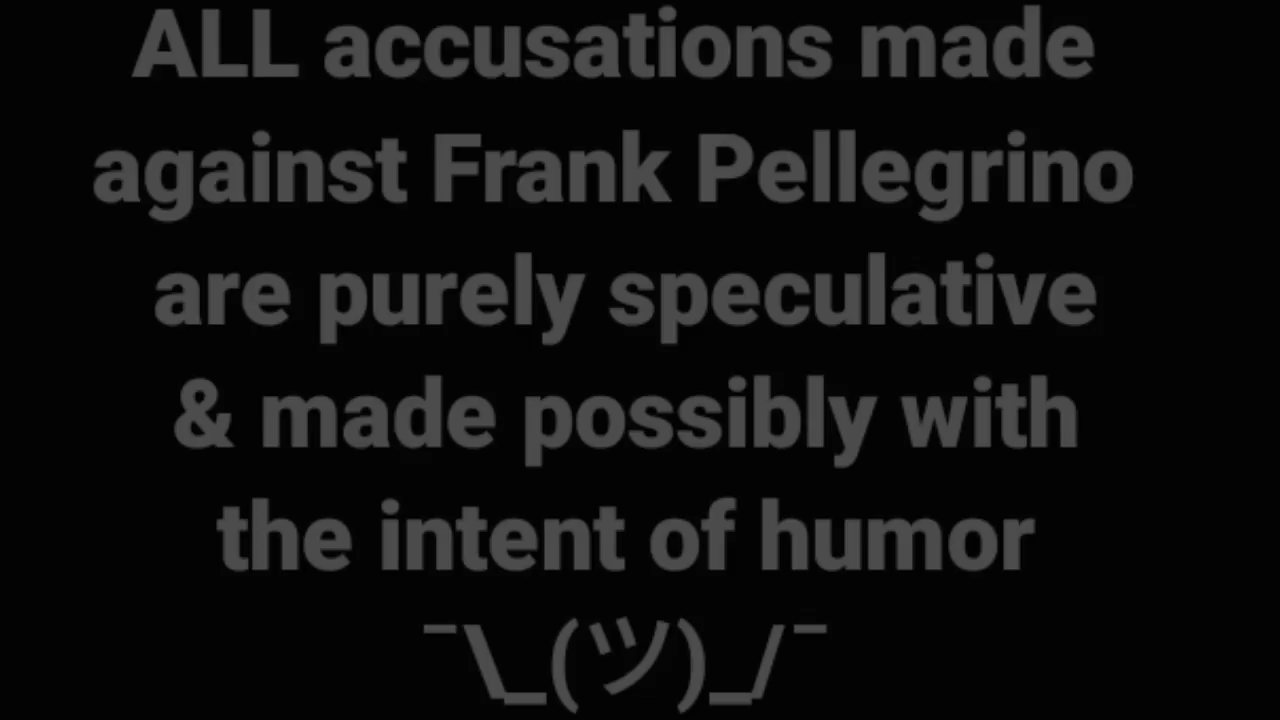 ALL accusations made
against Frank Pellegrino
are purely speculative
& made possibly with
the intent of humor
¯\_(ツ)_/¯